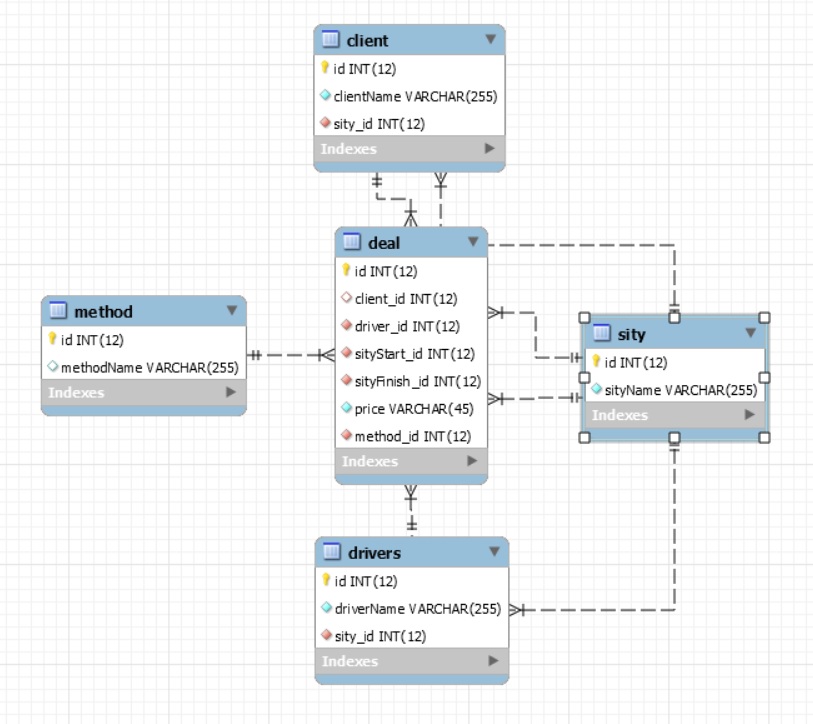 client
id INT(12)
clientName VARCHAR(255)
sity_id INT(12)
Indexes
deal
id INT(12)
client_id INT(12)
driver_id INT(12)
sityStart_id INT(12)
sityFinish_id INT(12)
price VARCHAR(45)
method_id INT(12)
Indexes
method
id INT(12)
methodName VARCHAR(255)
Indexes
sity
id INT(12)
sityName VARCHAR(255)
Indexes
drivers
id INT(12)
driverName VARCHAR(255)
sity_id INT(12)
Indexes